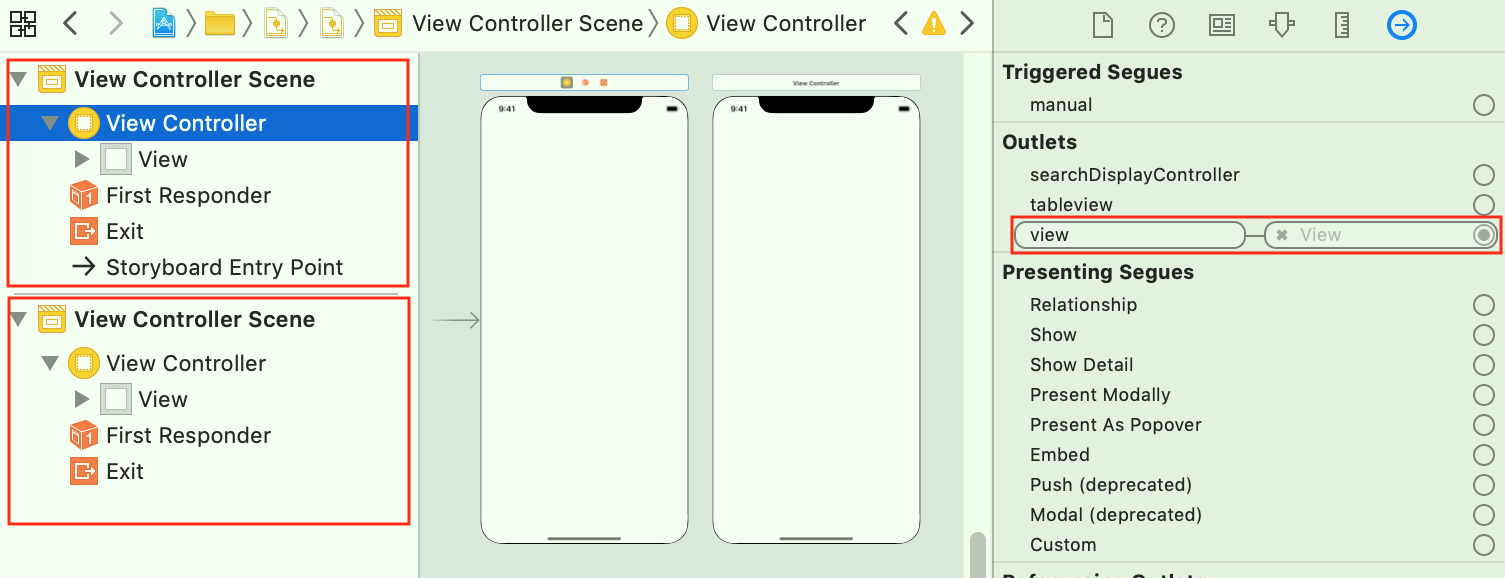 View Controller Scene
View Controller
View Controller Scene
View Controller
View
First Responder
Exit
Storyboard Entry Point
View Controller Scene
View Controller
View
First Responder
Exit
9:41
View Controller
9:41
Triggered Segues
manual
Outlets
searchDisplayController
tableview
view
View
Presenting Segues
Relationship
Show
Show Detail
Present Modally
Present As Popover
Embed
Push (deprecated)
Modal (deprecated)
Custom